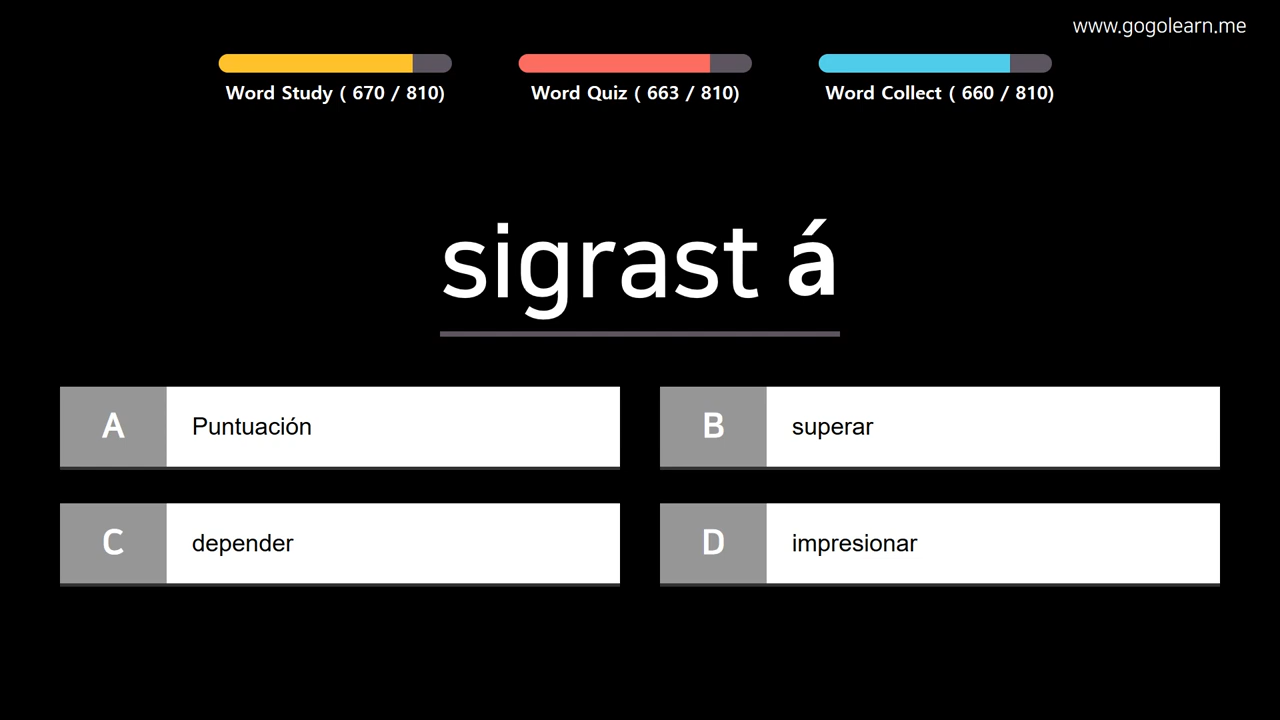 www.gogolearn.me
Word Study ( 670 / 810)
Word Quiz ( 663 / 810)
Word Collect ( 660 / 810)
sigrast á
A Puntuación
B superar
C depender
D impresionar